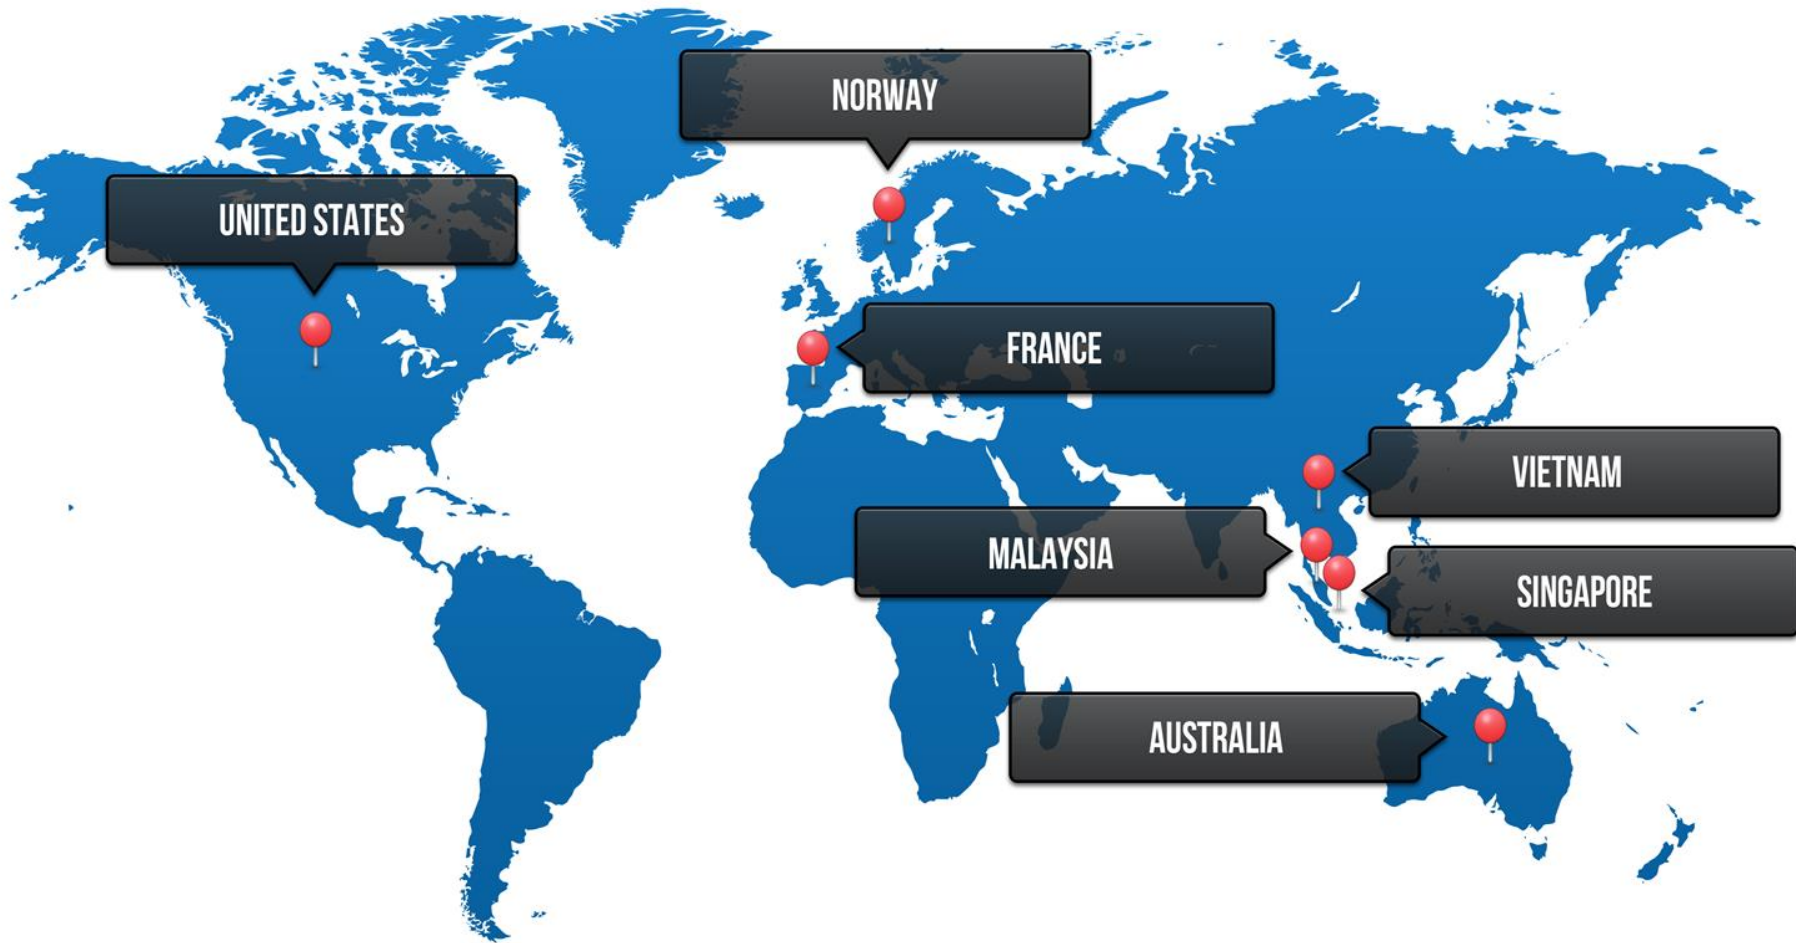 NORWAY
UNITED STATES
FRANCE
VIETNAM
MALAYSIA
SINGAPORE
AUSTRALIA